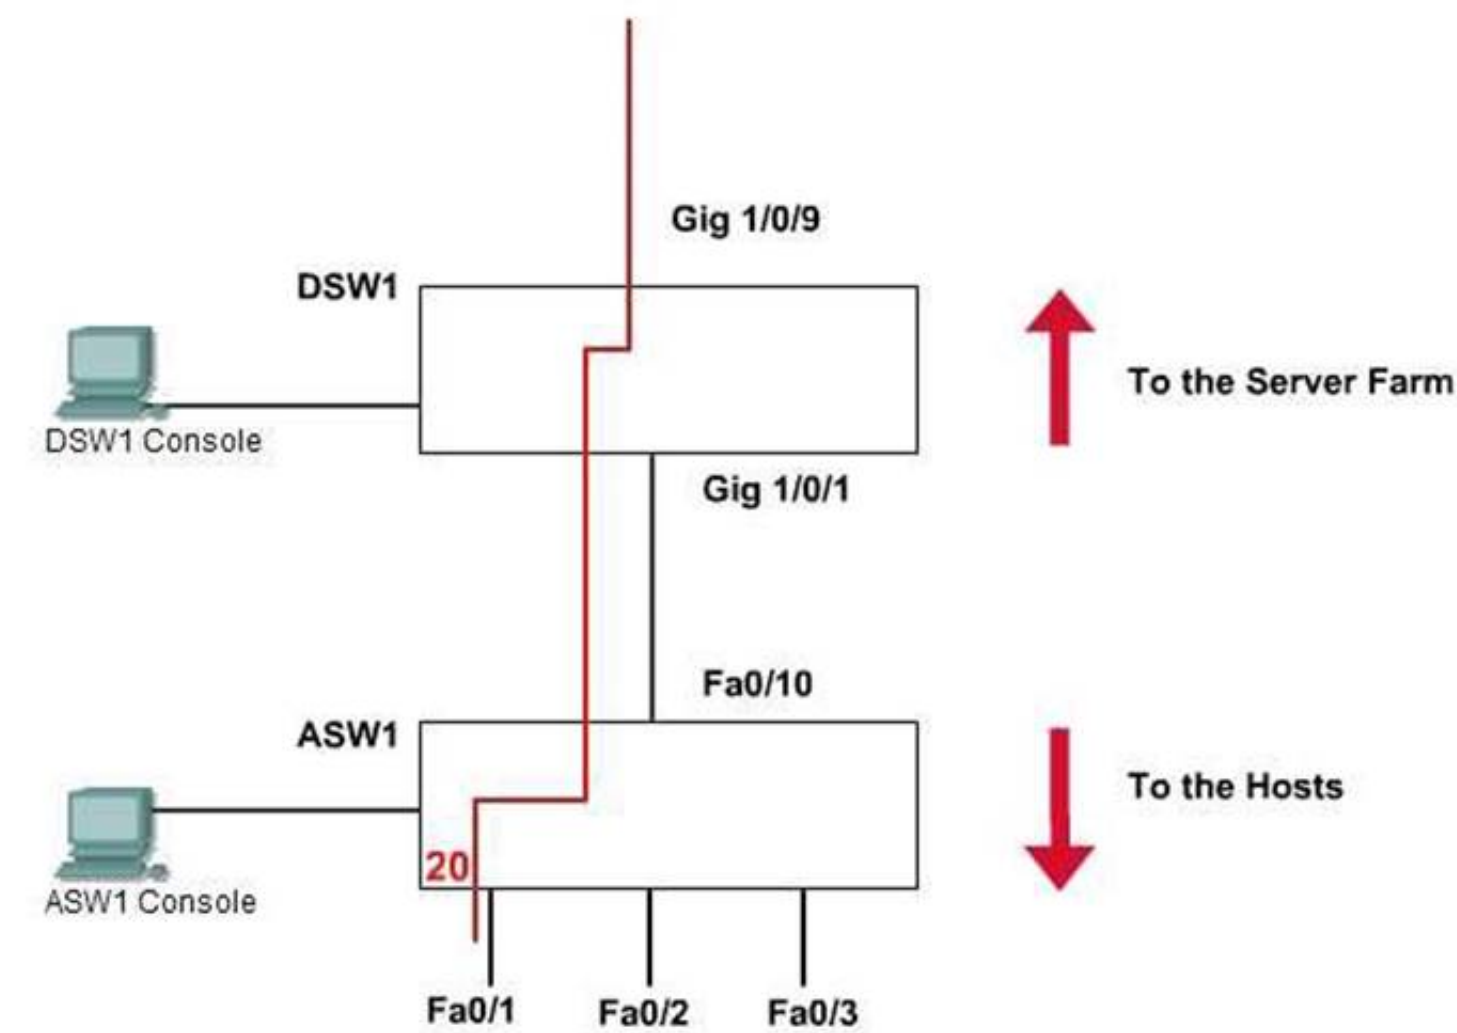 Gig 1/0/9
DSW1
To the Server Farm
DSW1 Console
Gig 1/0/1
Fa0/10
ASW1
To the Hosts
20
ASW1 Console
Fa0/1
Fa0/2
Fa0/3